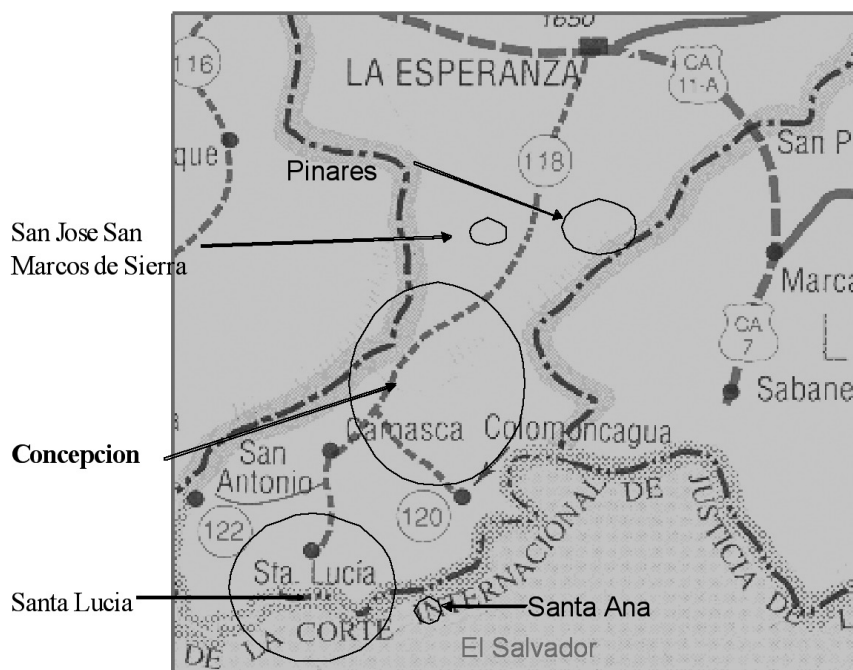 1650
116
LA ESPERANZA
CA
11-A
que
118
San P
Pinares
San Jose San
Marcos de Sierra
Marca
CA
7
L
Sabane
a
Camasca
Colomoncagua
Concepcion
San
Antonio
122
120
Sta. Lucía
Santa Lucia
Santa Ana
DE LA CORTE INTERNACIONAL DE JUSTICIA DE L
El Salvador